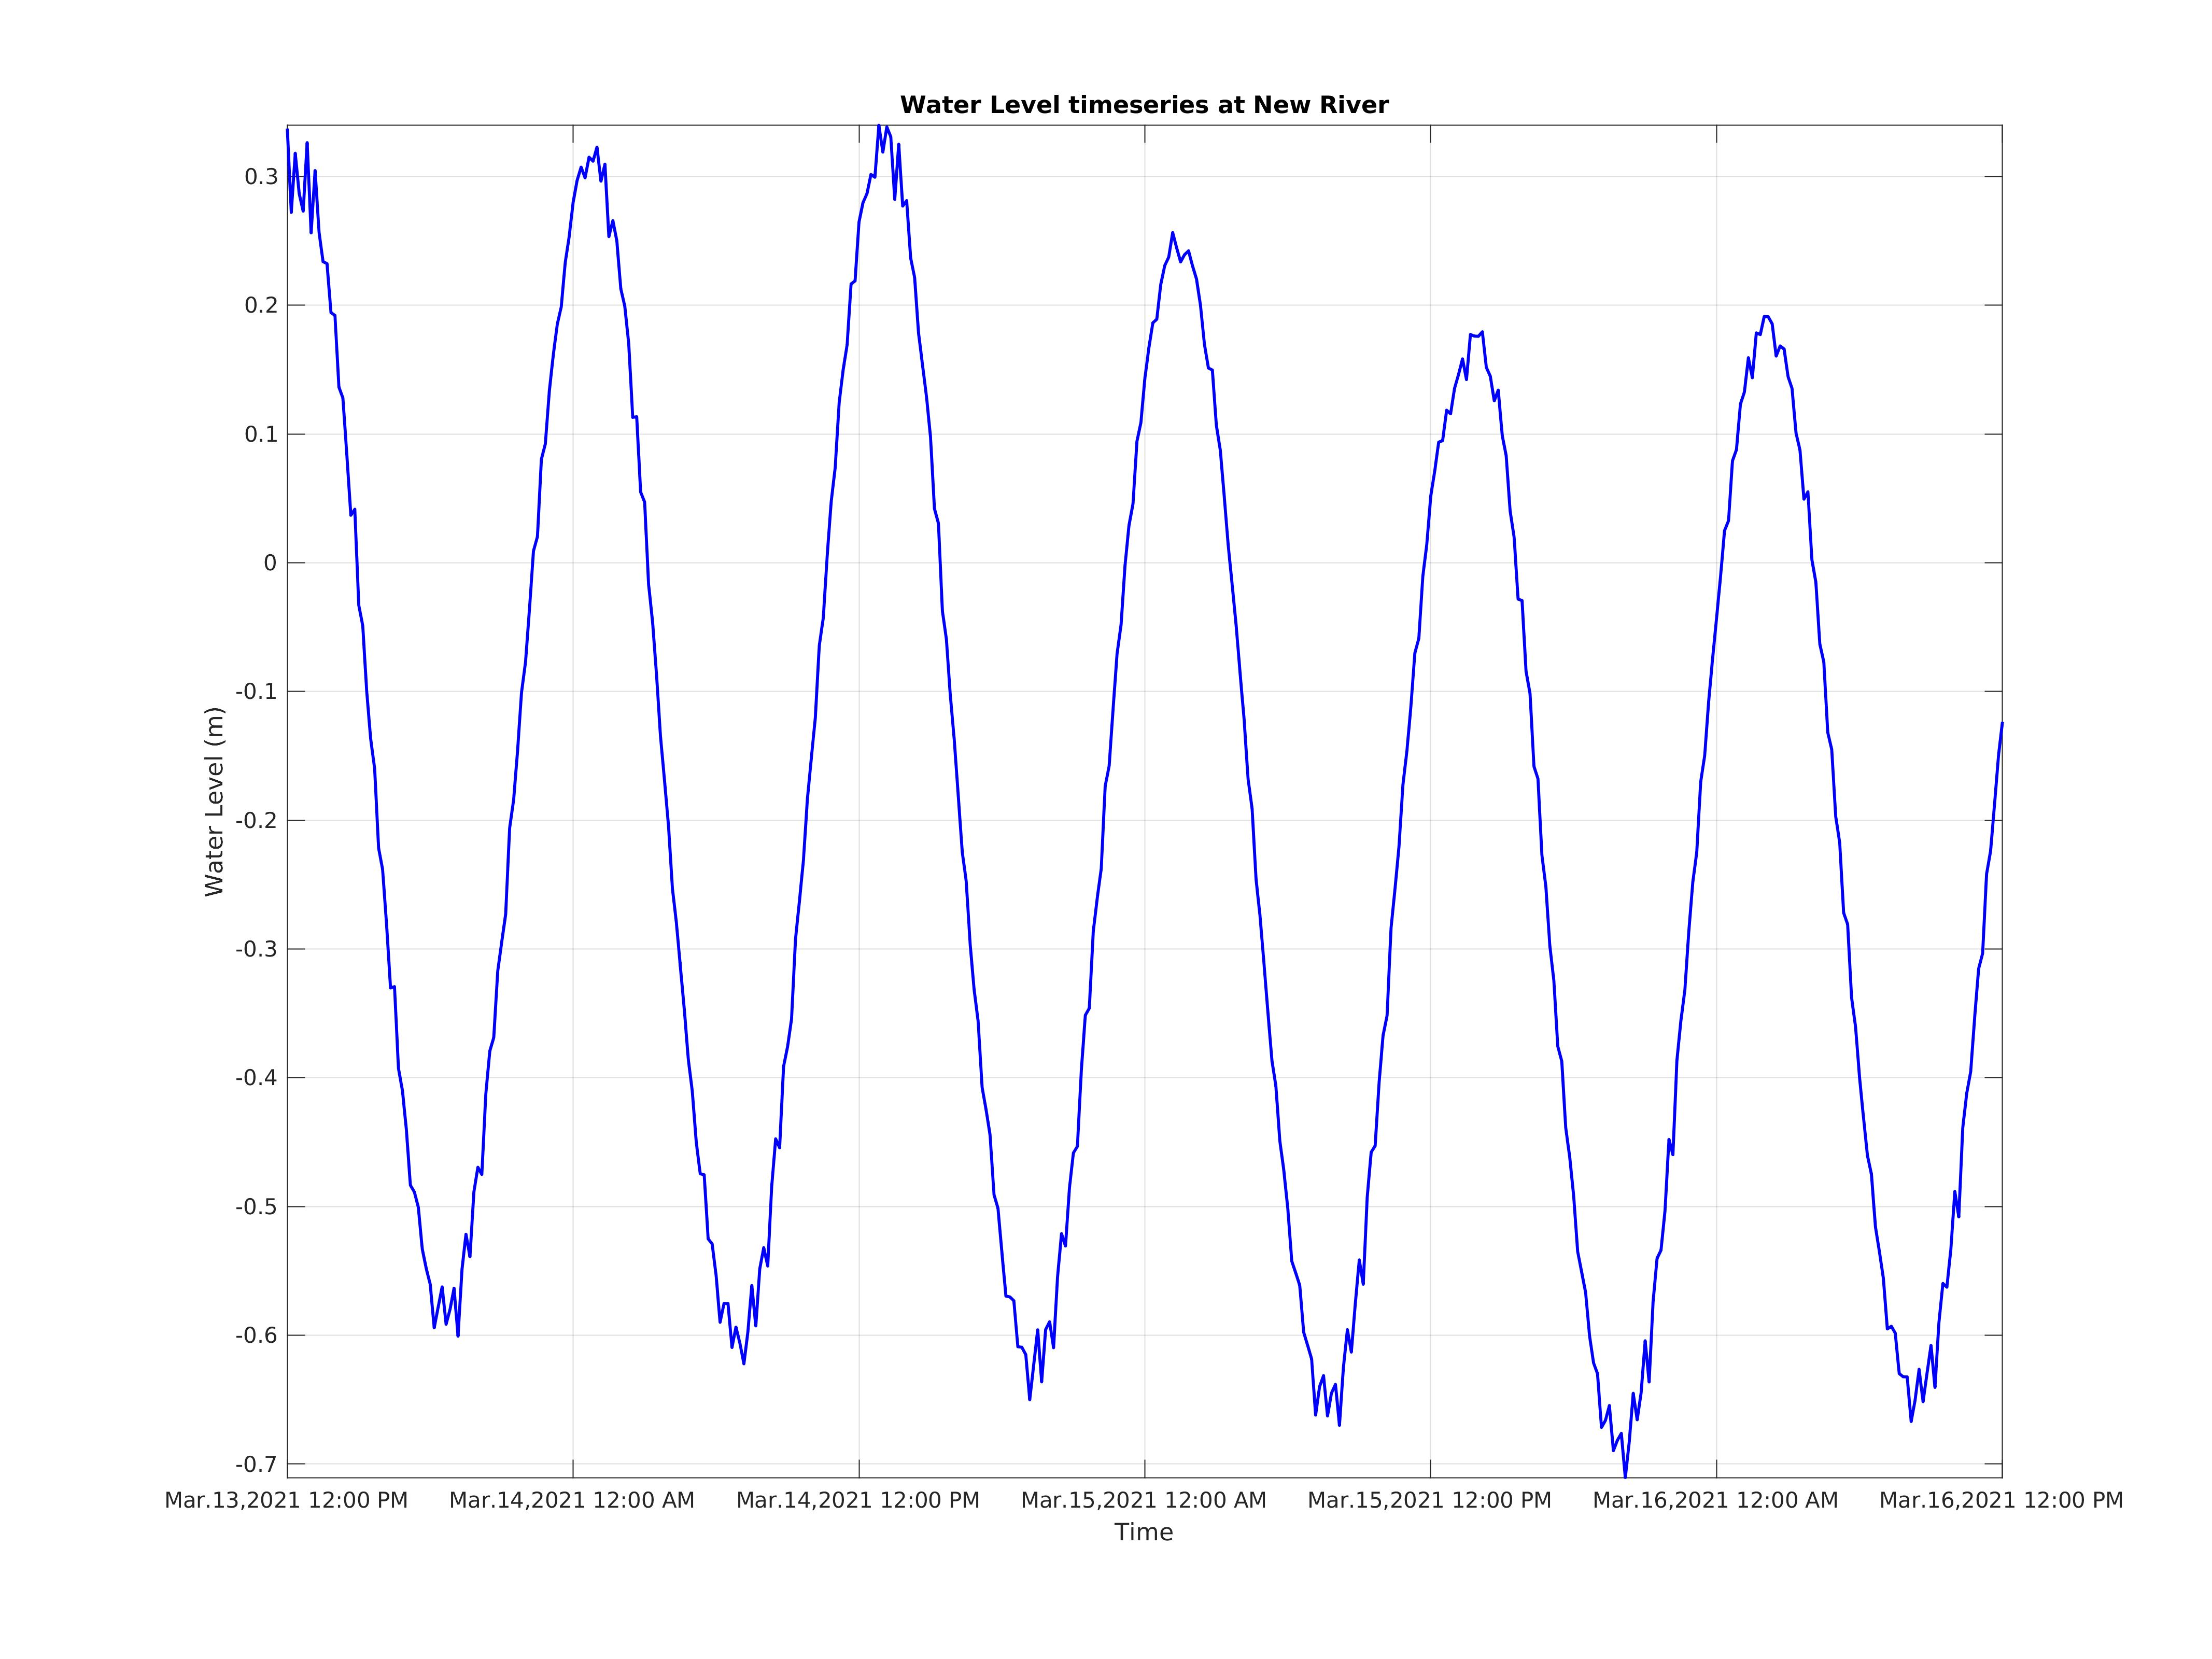 Water Level timeseries at New River
0.3
0.2
0.1
0
-0.1
-0.2
-0.3
-0.4
-0.5
-0.6
-0.7
Water Level (m)
Mar.13,2021 12:00 PM Mar.14,2021 12:00 AM Mar.14,2021 12:00 PM Mar.15,2021 12:00 AM Mar.15,2021 12:00 PM Mar.16,2021 12:00 AM Mar.16,2021 12:00 PM
Time